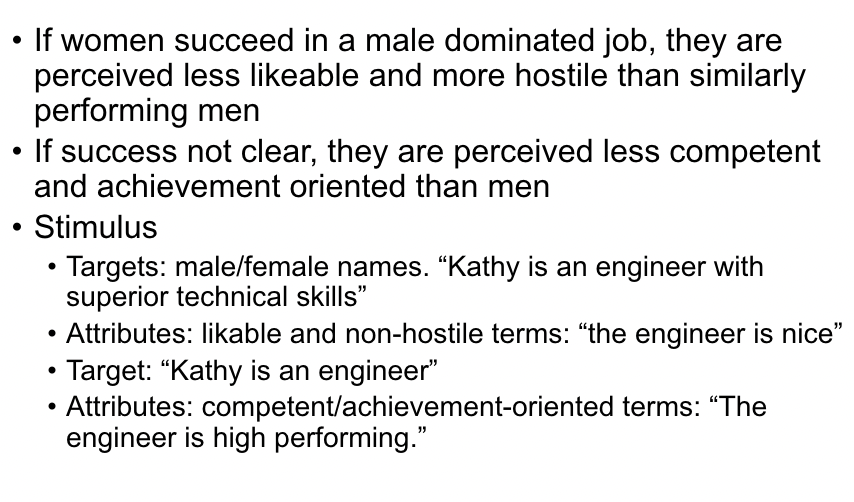 • If women succeed in a male dominated job, they are
perceived less likeable and more hostile than similarly
performing men
• If success not clear, they are perceived less competent
and achievement oriented than men
• Stimulus
• Targets: male/female names. “Kathy is an engineer with
superior technical skills”
• Attributes: likable and non-hostile terms: “the engineer is nice”
• Target: “Kathy is an engineer”
• Attributes: competent/achievement-oriented terms: “The
engineer is high performing.”